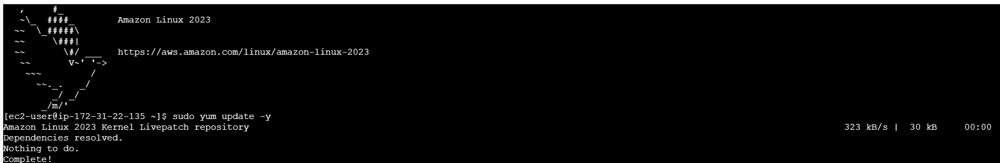 ,     #_
   ~\_  ####_        Amazon Linux 2023
  ~~  \_#####\
  ~~     \###|
  ~~       \#/ ___   https://aws.amazon.com/linux/amazon-linux-2023
   ~~       V~' '->
    ~~~         /
      ~~._.   _/
         _/ _/
       _/m/'
[ec2-user@ip-172-31-22-135 ~]$ sudo yum update -y
Amazon Linux 2023 Kernel Livepatch repository 323 kB/s |  30 kB     00:00
Dependencies resolved.
Nothing to do.
Complete!